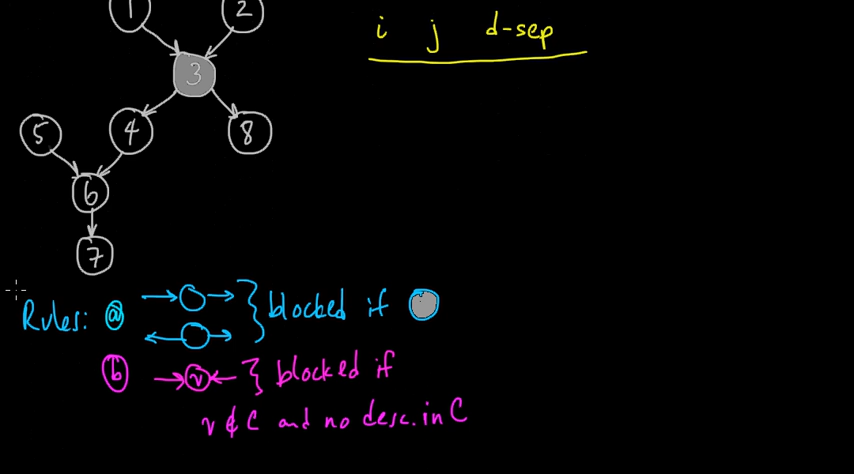 1 2
i j d-sep
3
5 4 8
6
7
Rules: ⓐ } blocked if
ⓑ v } blocked if
v ∉ C and no desc. in C